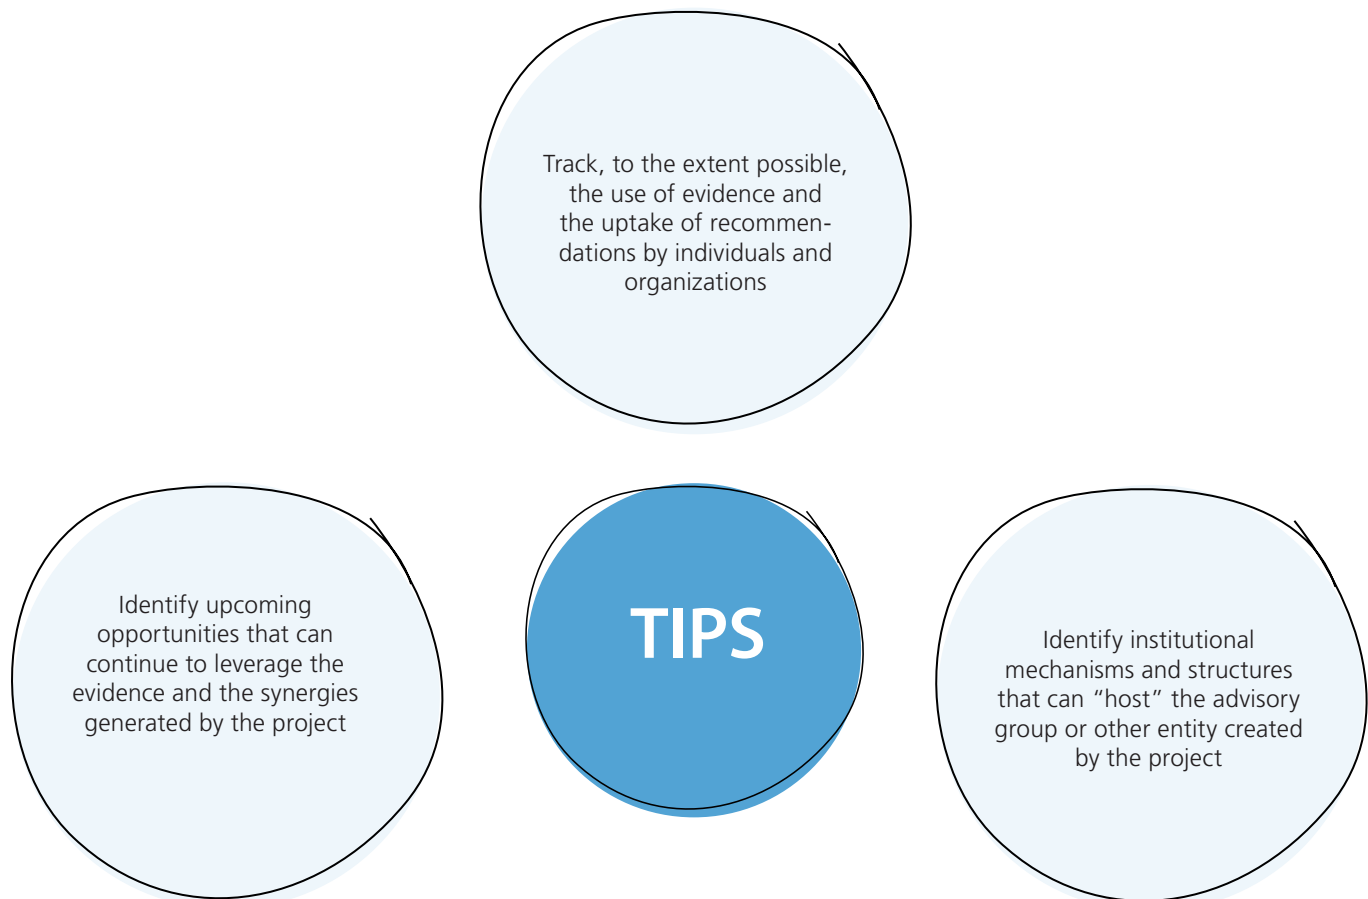 Track, to the extent possible,
the use of evidence and
the uptake of recommen-
dations by individuals and
organizations
Identify upcoming
opportunities that can
continue to leverage the
evidence and the synergies
generated by the project
TIPS
Identify institutional
mechanisms and structures
that can “host” the advisory
group or other entity created
by the project